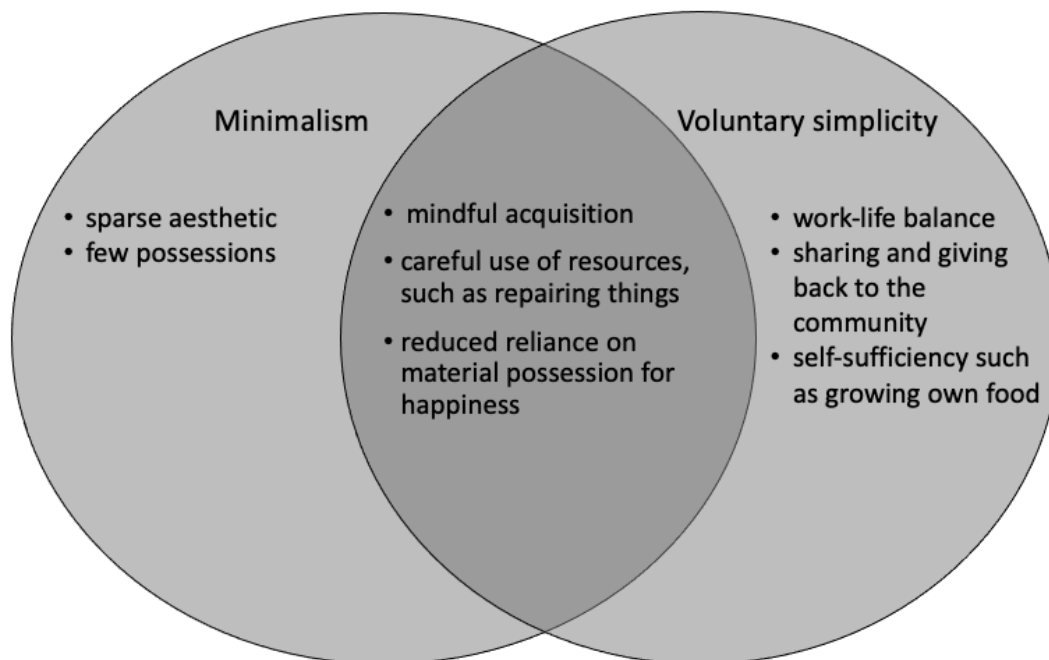 Minimalism
• sparse aesthetic
• few possessions
• mindful acquisition
• careful use of resources,
such as repairing things
• reduced reliance on
material possession for
happiness
Voluntary simplicity
• work-life balance
• sharing and giving
back to the
community
• self-sufficiency such
as growing own food